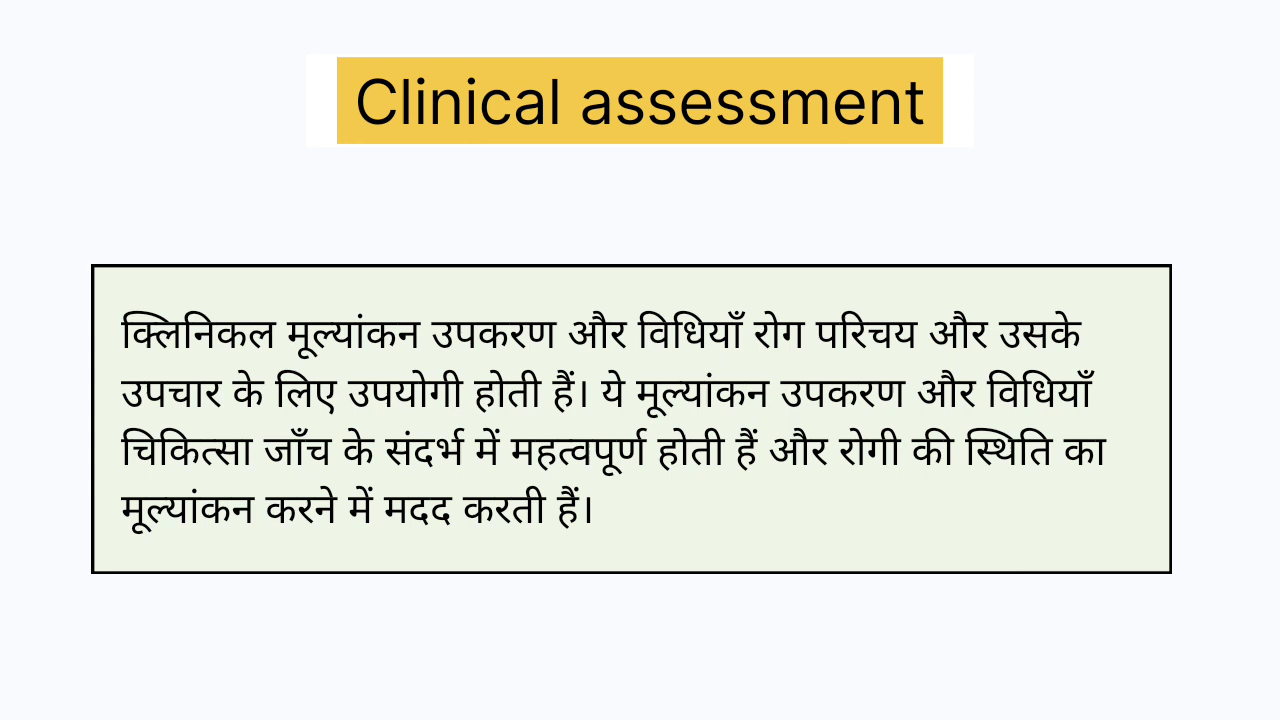 Clinical assessment
क्लिनिकल मूल्यांकन उपकरण और विधियाँ रोग परिचय और उसके
उपचार के लिए उपयोगी होती हैं। ये मूल्यांकन उपकरण और विधियाँ
चिकित्सा जाँच के संदर्भ में महत्वपूर्ण होती हैं और रोगी की स्थिति का
मूल्यांकन करने में मदद करती हैं।